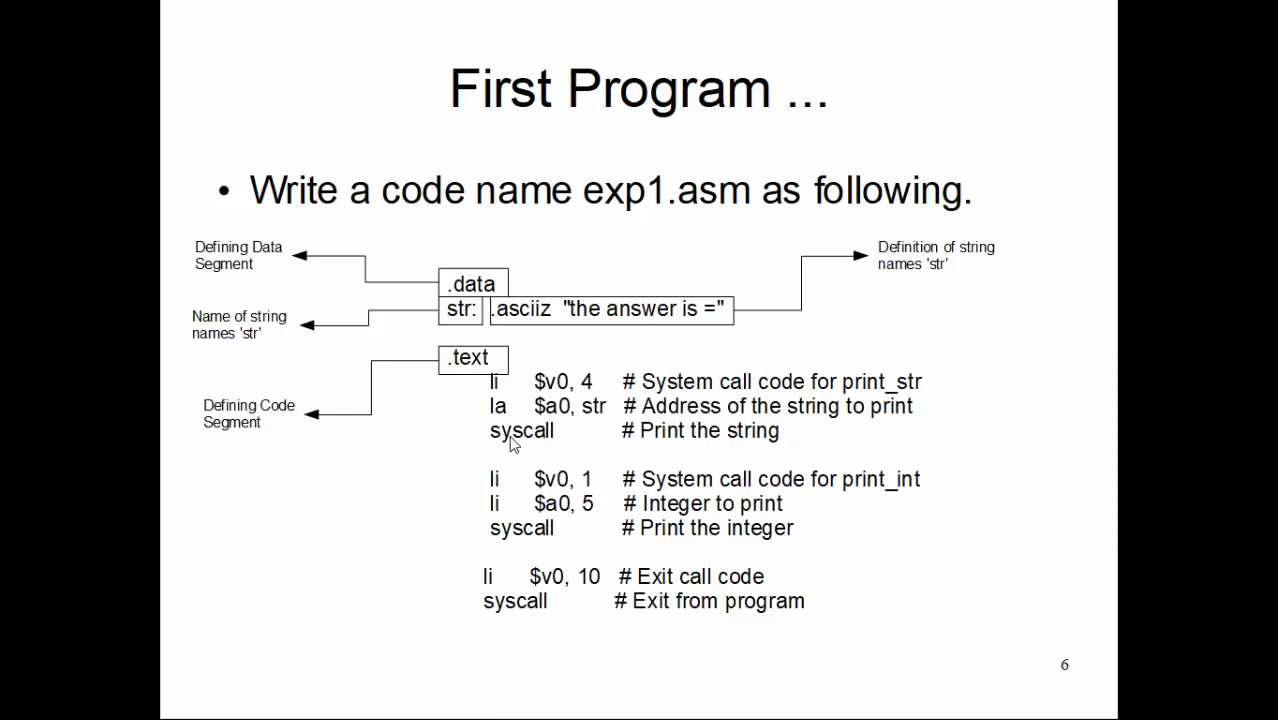 First Program ...
• Write a code name exp1.asm as following.
Defining Data
Segment
Definition of string
names 'str'
.data
str: .asciiz "the answer is ="
Name of string
names 'str'
.text
li $v0, 4 # System call code for print_str
la $a0, str # Address of the string to print
Defining Code
Segment
syscall # Print the string
li $v0, 1 # System call code for print_int
li $a0, 5 # Integer to print
syscall # Print the integer
li $v0, 10 # Exit call code
syscall # Exit from program
6